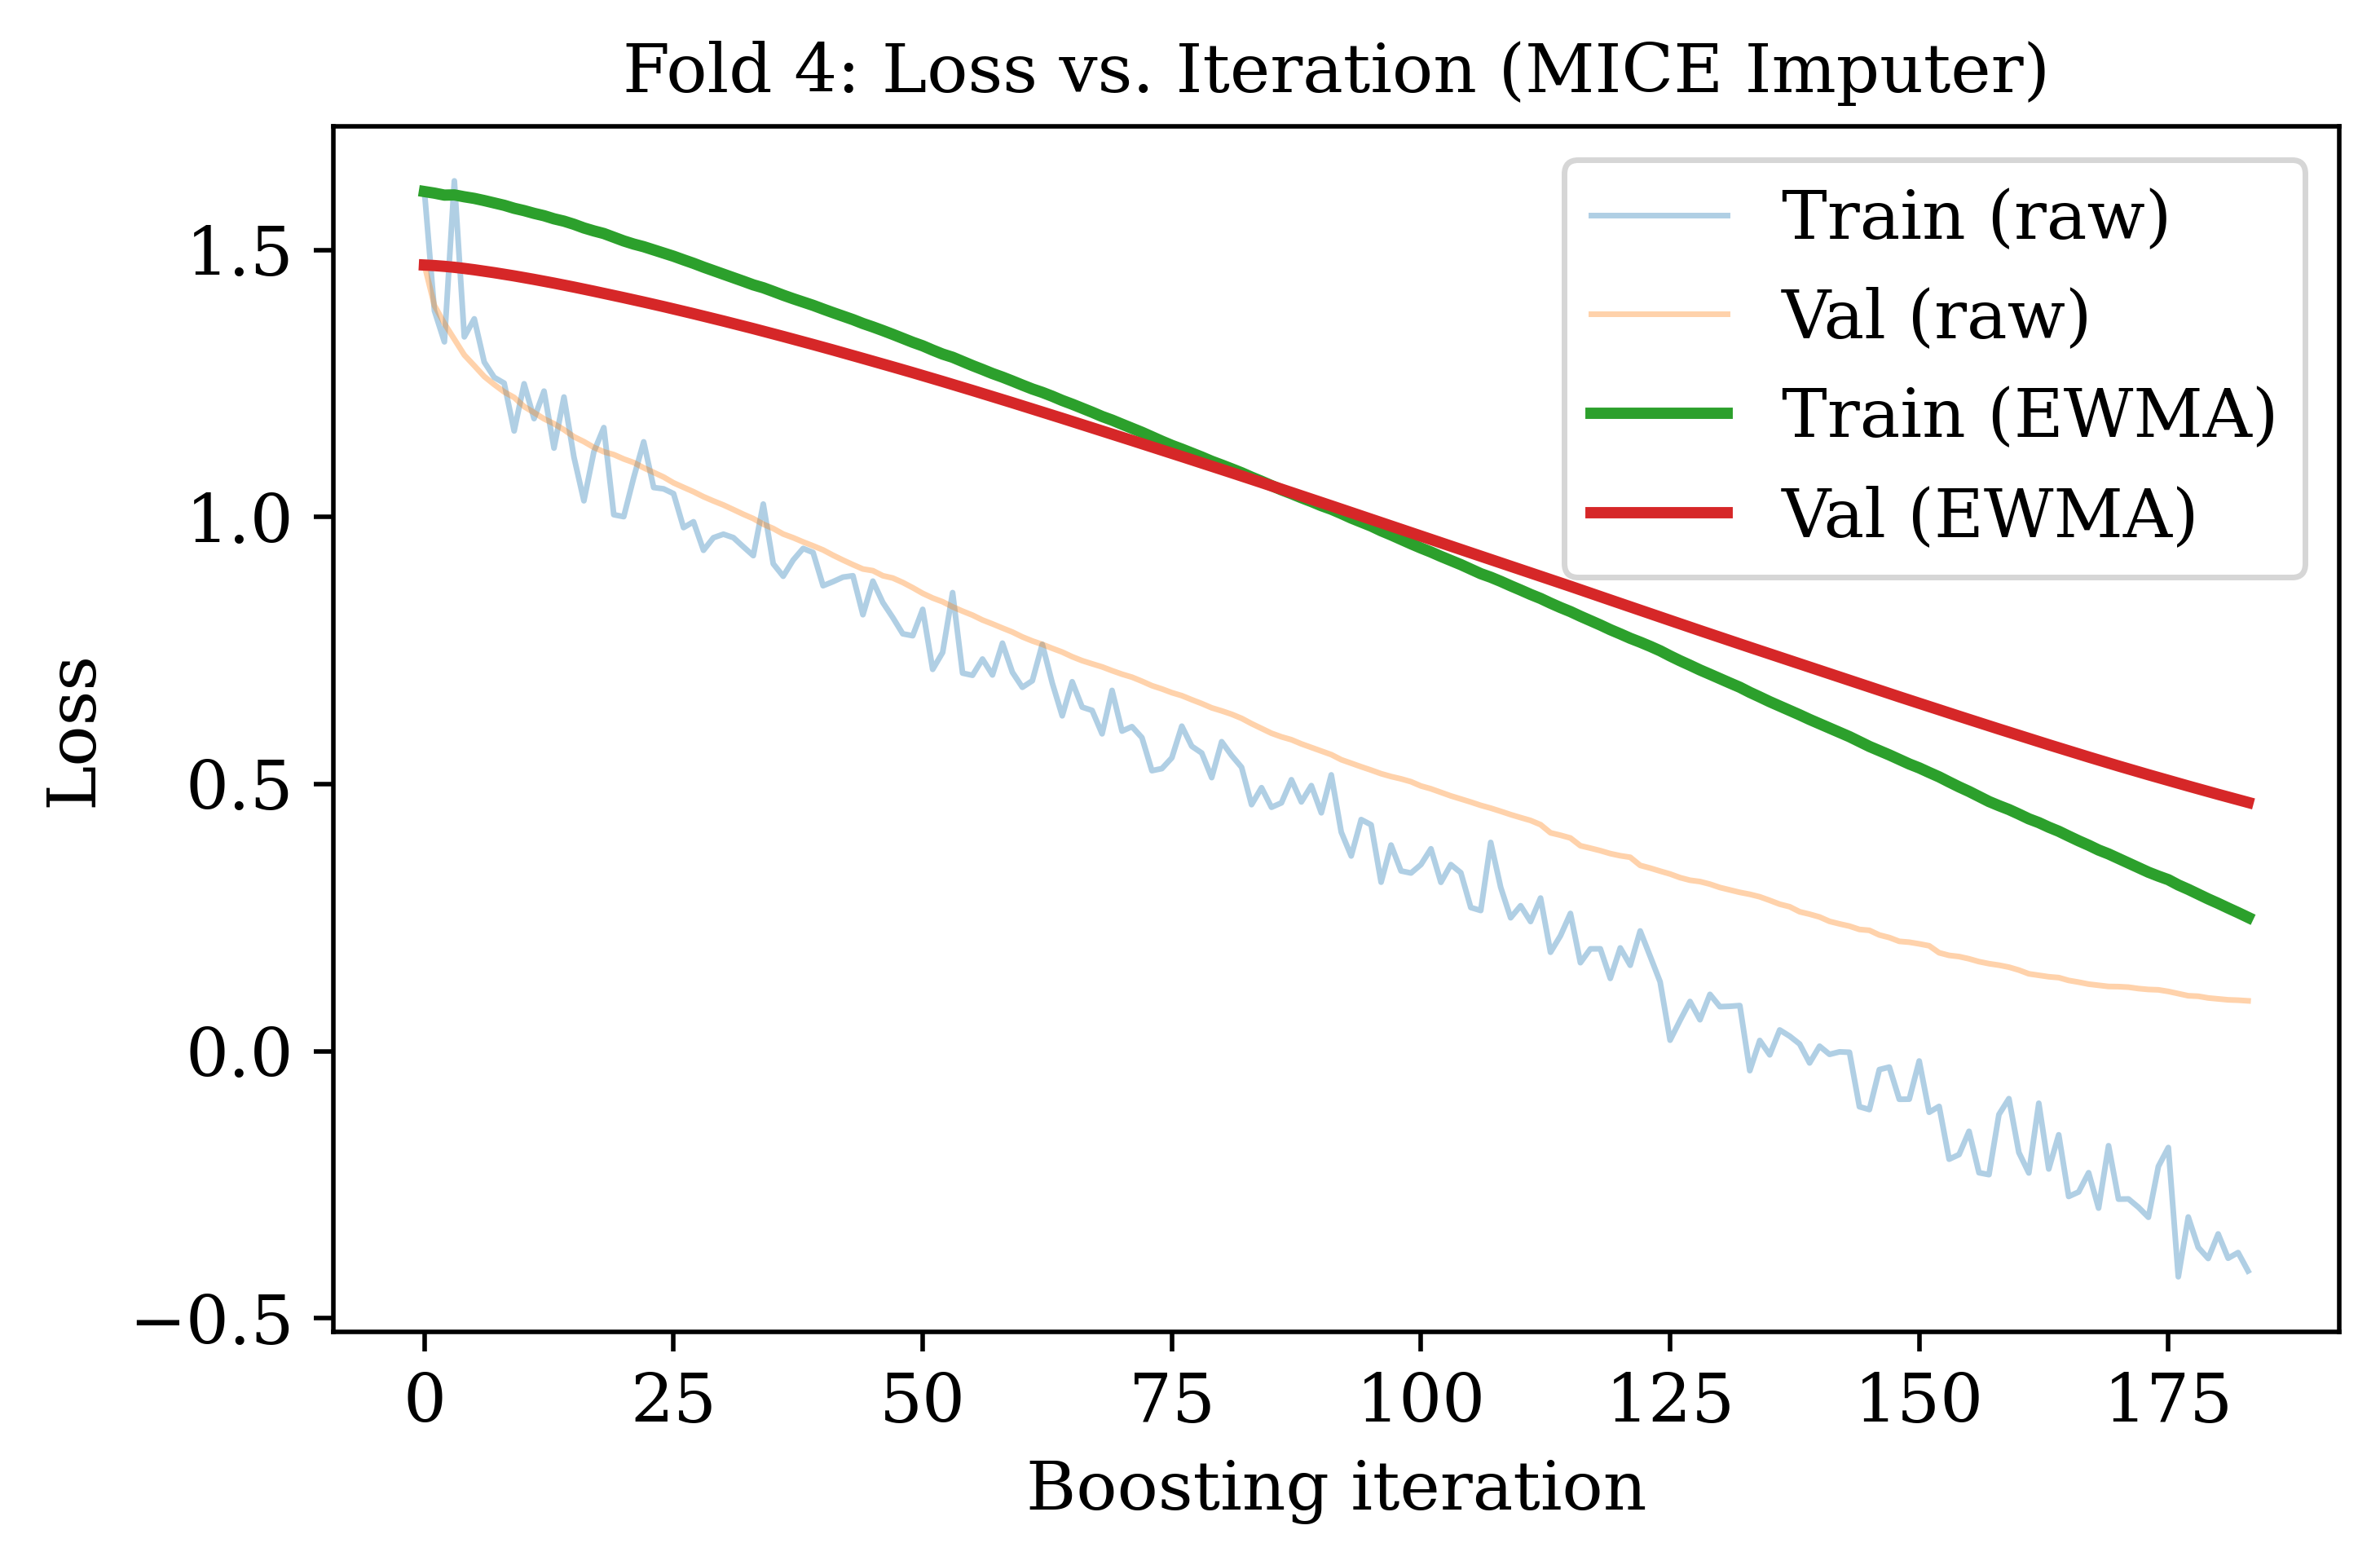 Fold 4: Loss vs. Iteration (MICE Imputer)
Train (raw)
Val (raw)
Train (EWMA)
Val (EWMA)
Loss
1.5
1.0
0.5
0.0
−0.5
0 25 50 75 100 125 150 175
Boosting iteration